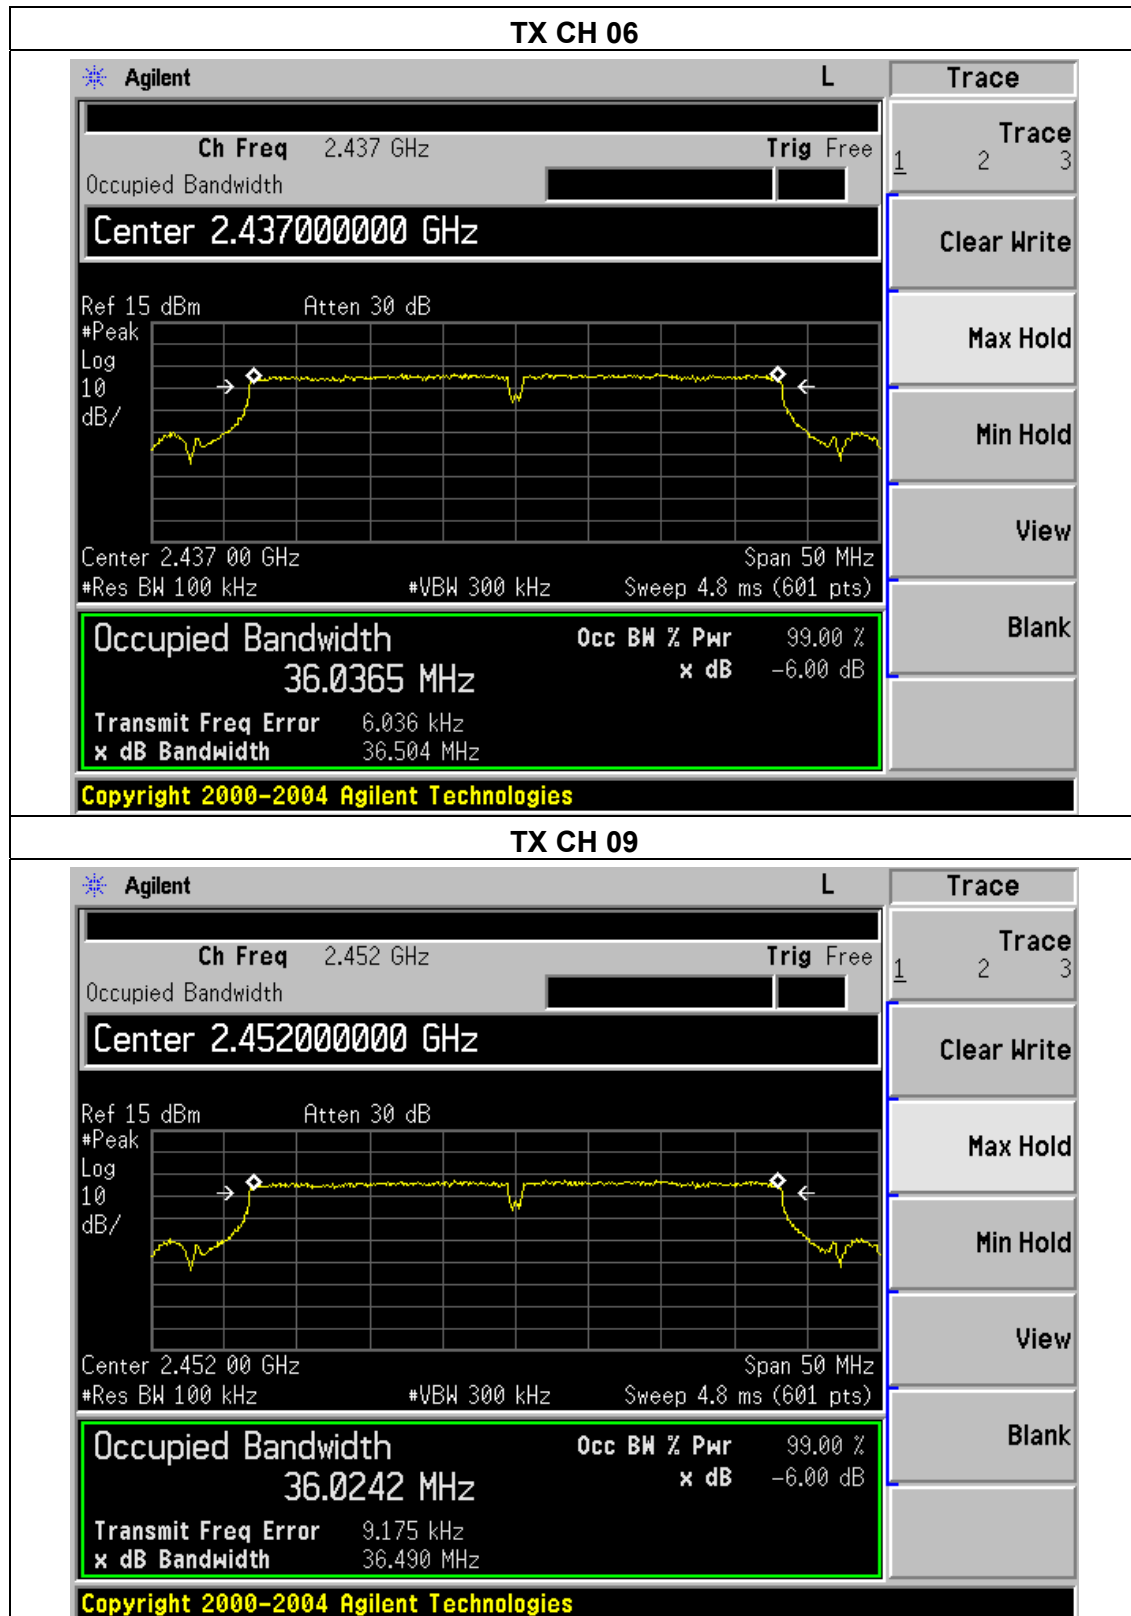 TX CH 06
Agilent L Trace
Ch Freq 2.437 GHz Trig Free
Occupied Bandwidth
Center 2.437000000 GHz
Ref 15 dBm Atten 30 dB
#Peak
Log
10
dB/
Center 2.437 00 GHz Span 50 MHz
#Res BW 100 kHz #VBW 300 kHz Sweep 4.8 ms (601 pts)
Occupied Bandwidth Occ BW % Pwr 99.00 %
36.0365 MHz x dB -6.00 dB
Transmit Freq Error 6.036 kHz
x dB Bandwidth 36.504 MHz
Trace
1 2 3
Clear Write
Max Hold
Min Hold
View
Blank
Copyright 2000-2004 Agilent Technologies
TX CH 09
Agilent L Trace
Ch Freq 2.452 GHz Trig Free
Occupied Bandwidth
Center 2.452000000 GHz
Ref 15 dBm Atten 30 dB
#Peak
Log
10
dB/
Center 2.452 00 GHz Span 50 MHz
#Res BW 100 kHz #VBW 300 kHz Sweep 4.8 ms (601 pts)
Occupied Bandwidth Occ BW % Pwr 99.00 %
36.0242 MHz x dB -6.00 dB
Transmit Freq Error 9.175 kHz
x dB Bandwidth 36.490 MHz
Trace
1 2 3
Clear Write
Max Hold
Min Hold
View
Blank
Copyright 2000-2004 Agilent Technologies